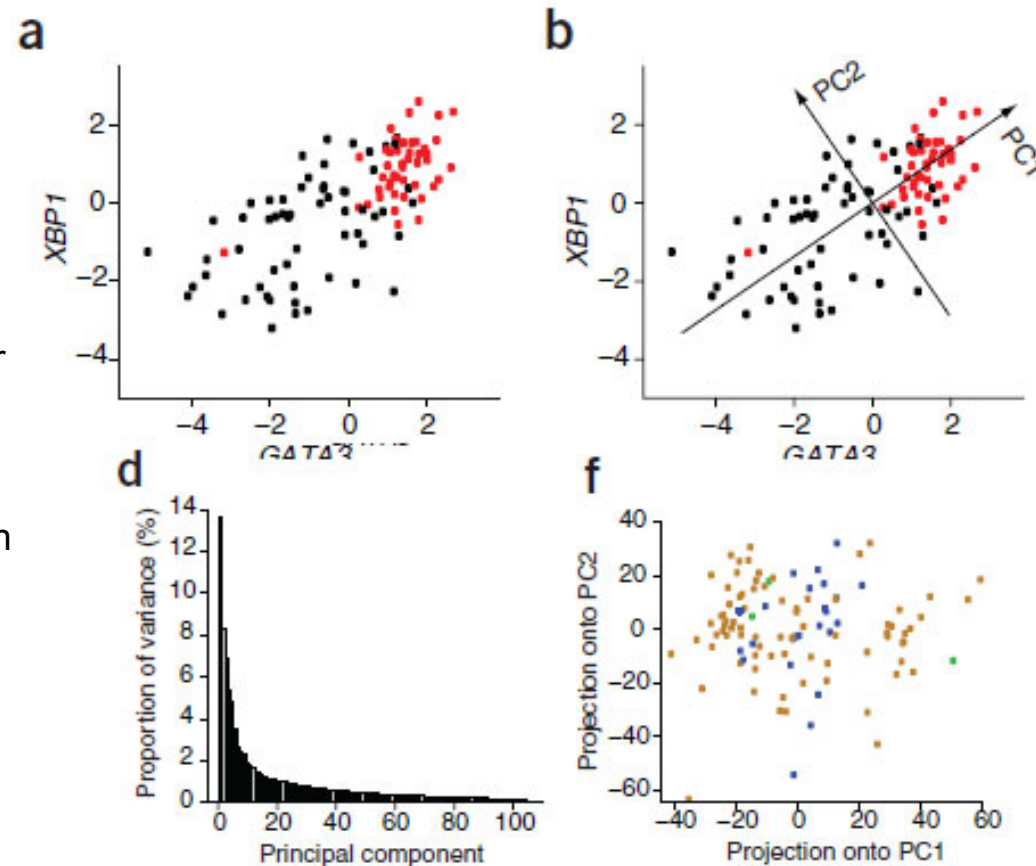 a
XBP1
2
0
−2
−4
−4 −2 0 2
b
XBP1
2
0
−2
−4
PC2
PC1
−4 −2 0 2
GATA3
d
Proportion of variance (%)
14
12
10
8
6
4
2
0
0 20 40 60 80 100
Principal component
f
Projection onto PC2
40
20
0
−20
−40
−60
−40 −20 0 20 40 60
Projection onto PC1